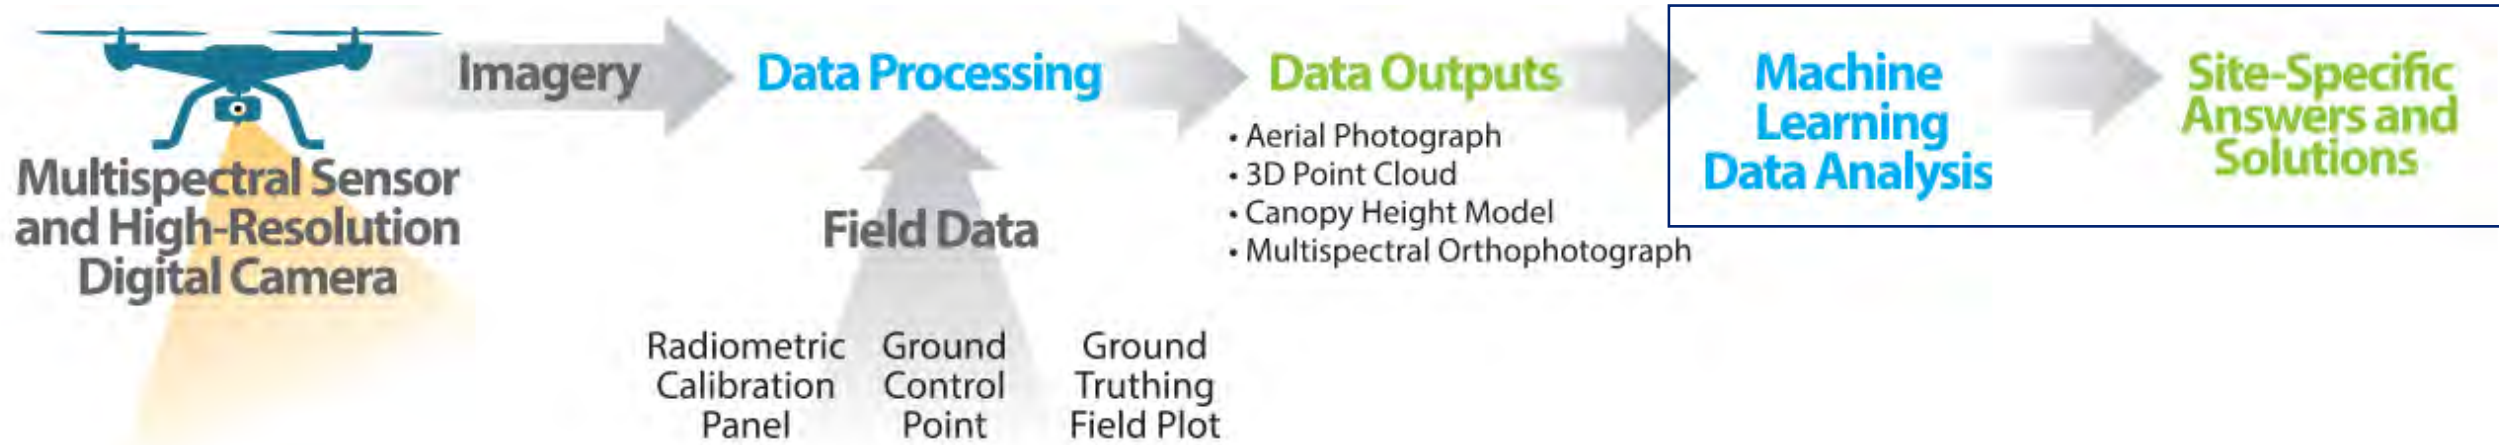 Multispectral Sensor
and High-Resolution
Digital Camera
Imagery
Data Processing
Field Data
Radiometric
Calibration
Panel
Ground
Control
Point
Ground
Truthing
Field Plot
Data Outputs
• Aerial Photograph
• 3D Point Cloud
• Canopy Height Model
• Multispectral Orthophotograph
Machine
Learning
Data Analysis
Site-Specific
Answers and
Solutions